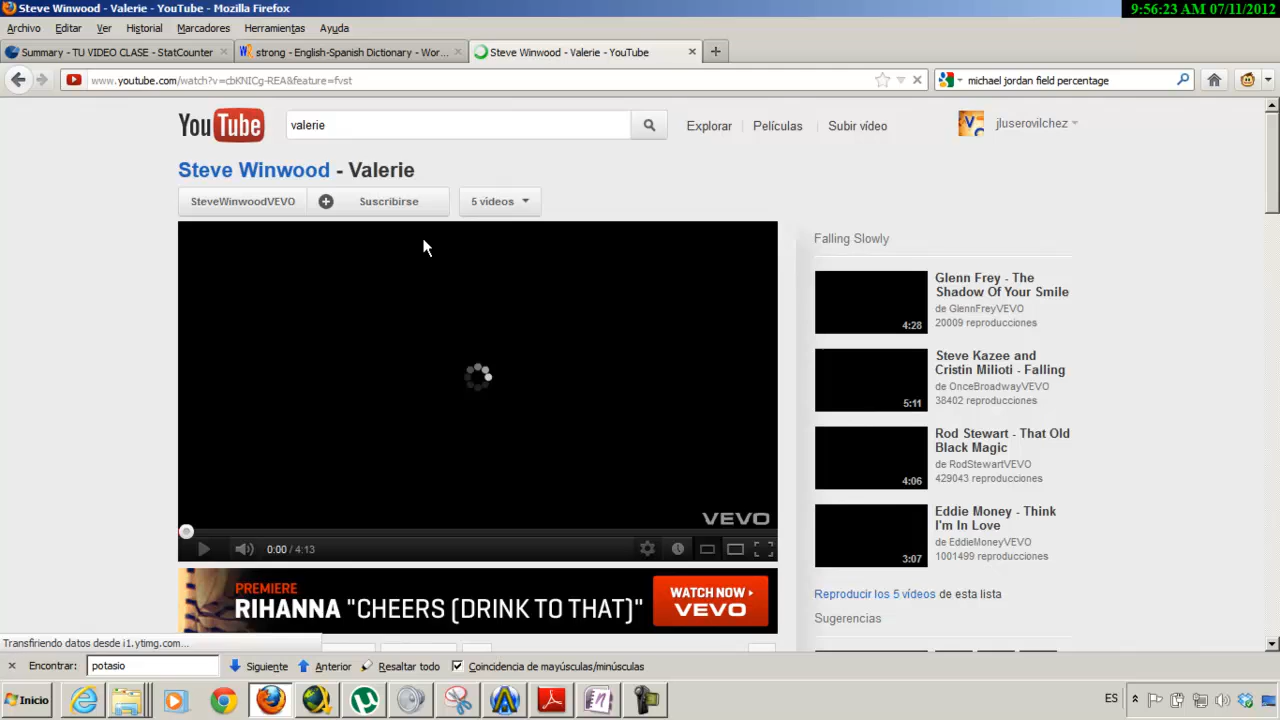 Steve Winwood - Valerie - YouTube - Mozilla Firefox
9:56:23 AM 07/11/2012
Archivo Editar Ver Historial Marcadores Herramientas Ayuda
Summary - TU VIDEO CLASE - StatCounter
strong - English-Spanish Dictionary - Wor...
Steve Winwood - Valerie - YouTube
www.youtube.com/watch?v=cbKNICg-REA&feature=fvst
michael jordan field percentage
YouTube
valerie
Explorar Películas Subir vídeo
jluserovilchez
Steve Winwood - Valerie
SteveWinwoodVEVO Suscribirse 5 videos
Falling Slowly
4:28
Glenn Frey - The
Shadow Of Your Smile
de GlennFreyVEVO
20009 reproducciones
5:11
Steve Kazee and
Cristin Milioti - Falling
de OnceBroadwayVEVO
38402 reproducciones
4:06
Rod Stewart - That Old
Black Magic
de RodStewartVEVO
429043 reproducciones
3:07
Eddie Money - Think
I'm In Love
de EddieMoneyVEVO
1001499 reproducciones
VEVO
0:00 / 4:13
PREMIERE
RIHANNA "CHEERS (DRINK TO THAT)"
WATCH NOW
VEVO
Reproducir los 5 vídeos de esta lista
Sugerencias
Transfiriendo datos desde i1.ytimg.com...
Encontrar: potasio Siguiente Anterior Resaltar todo Coincidencia de mayúsculas/minúsculas
Inicio
ES